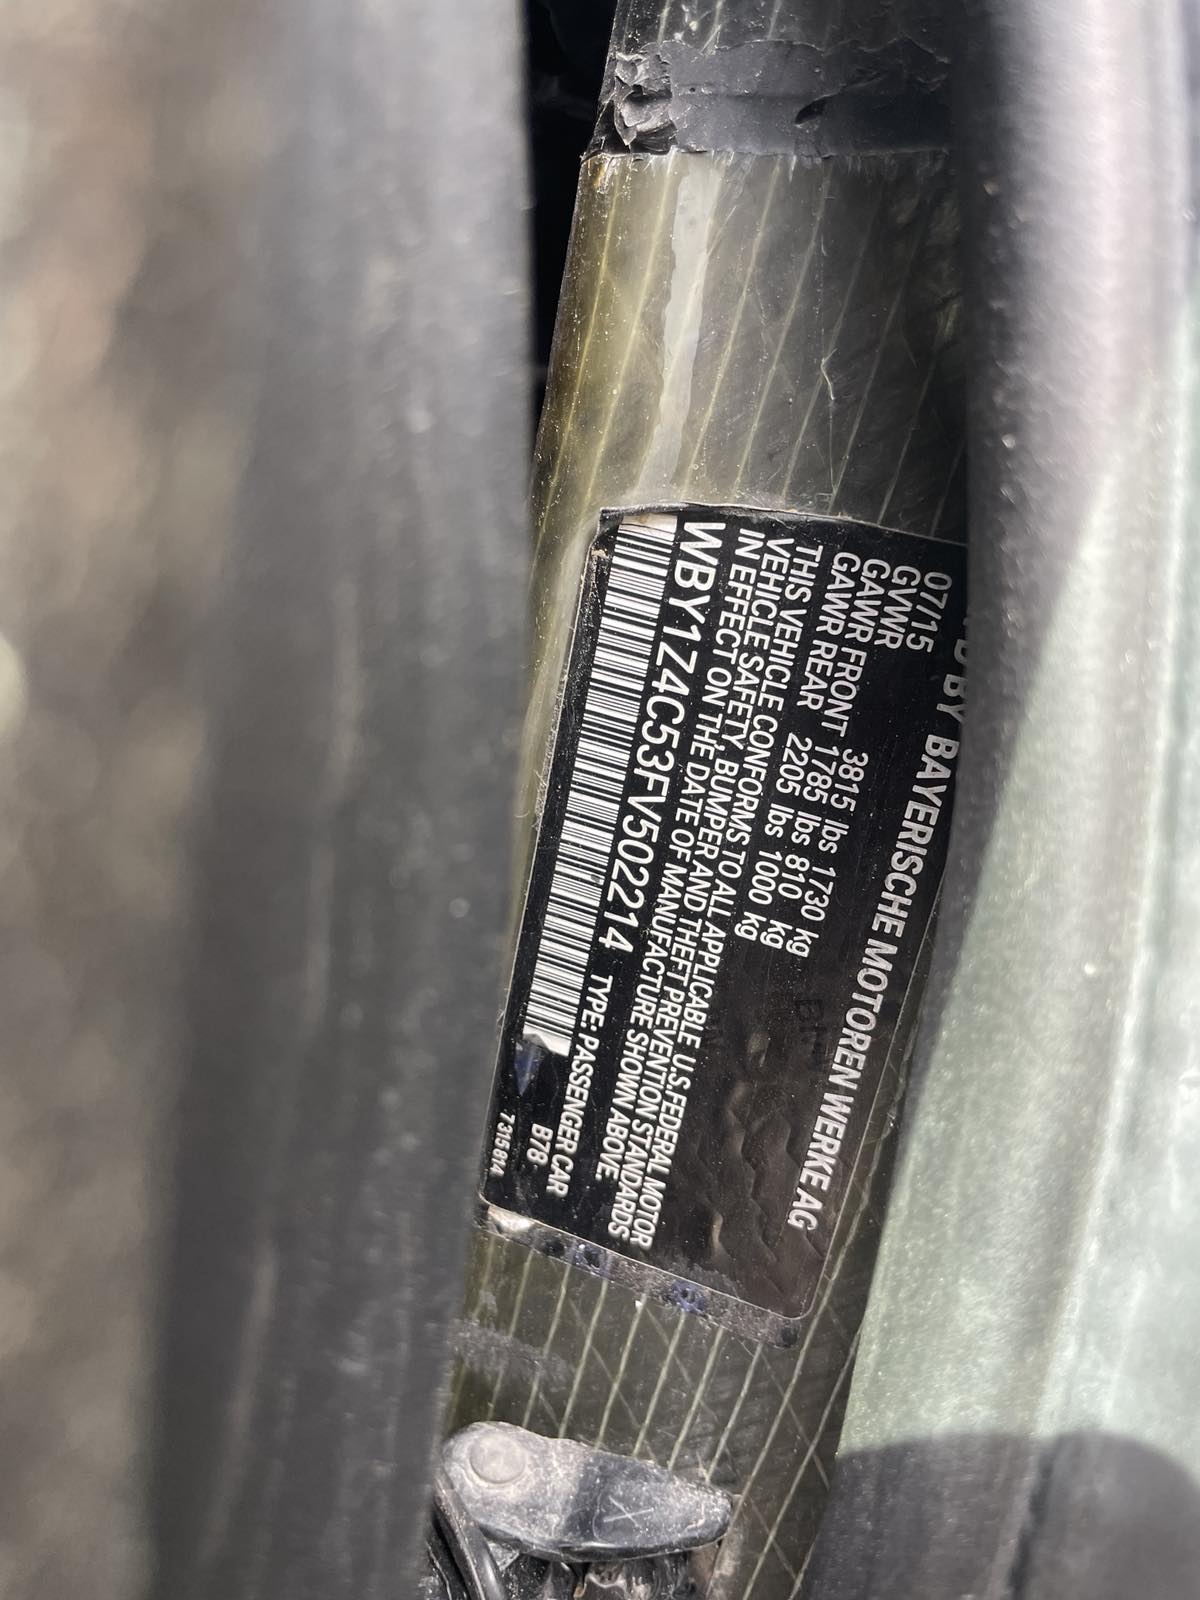 BY BAYERISCHE MOTOREN WERKE AG
07/15
GVWR 3815 lbs 1730 kg
GAWR FRONT 1785 lbs 810 kg
GAWR REAR 2205 lbs 1000 kg
THIS VEHICLE CONFORMS TO ALL APPLICABLE U.S.FEDERAL MOTOR
VEHICLE SAFETY, BUMPER AND THEFT PREVENTION STANDARDS
IN EFFECT ON THE DATE OF MANUFACTURE SHOWN ABOVE.
WBY1Z4C53FV502214 TYPE: PASSENGER CAR
B78
7315814